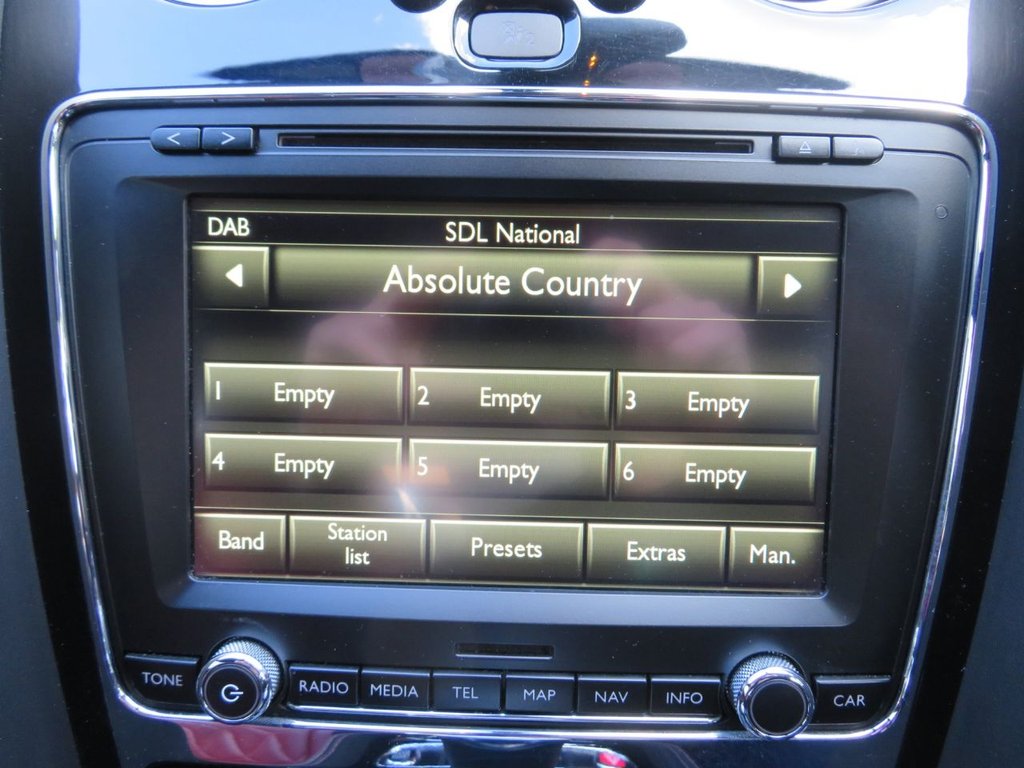 DAB SDL National
Absolute Country
1 Empty 2 Empty 3 Empty
4 Empty 5 Empty 6 Empty
Band Station list Presets Extras Man.
TONE RADIO MEDIA TEL MAP NAV INFO CAR